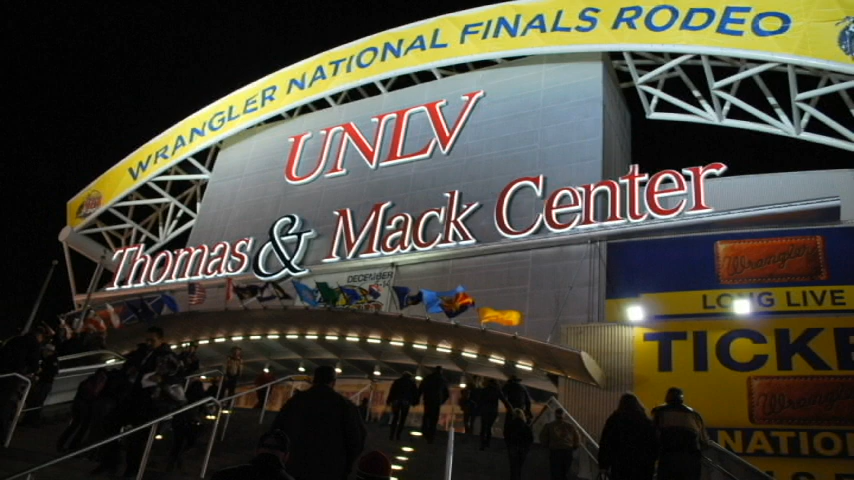 WRANGLER NATIONAL FINALS RODEO
UNLV
Thomas & Mack Center
DECEMBER
Wrangler
LONG LIVE
TICKE
Wrangler
NATION